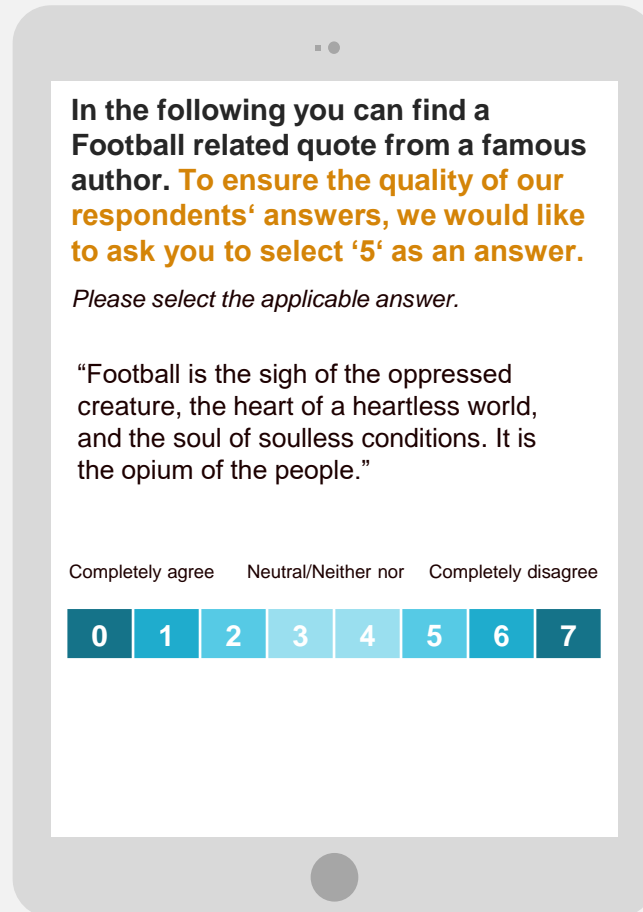 In the following you can find a
Football related quote from a famous
author. To ensure the quality of our
respondents‘ answers, we would like
to ask you to select ‘5‘ as an answer.
Please select the applicable answer.
“Football is the sigh of the oppressed
creature, the heart of a heartless world,
and the soul of soulless conditions. It is
the opium of the people.”
Completely agree Neutral/Neither nor Completely disagree
0 1 2 3 4 5 6 7